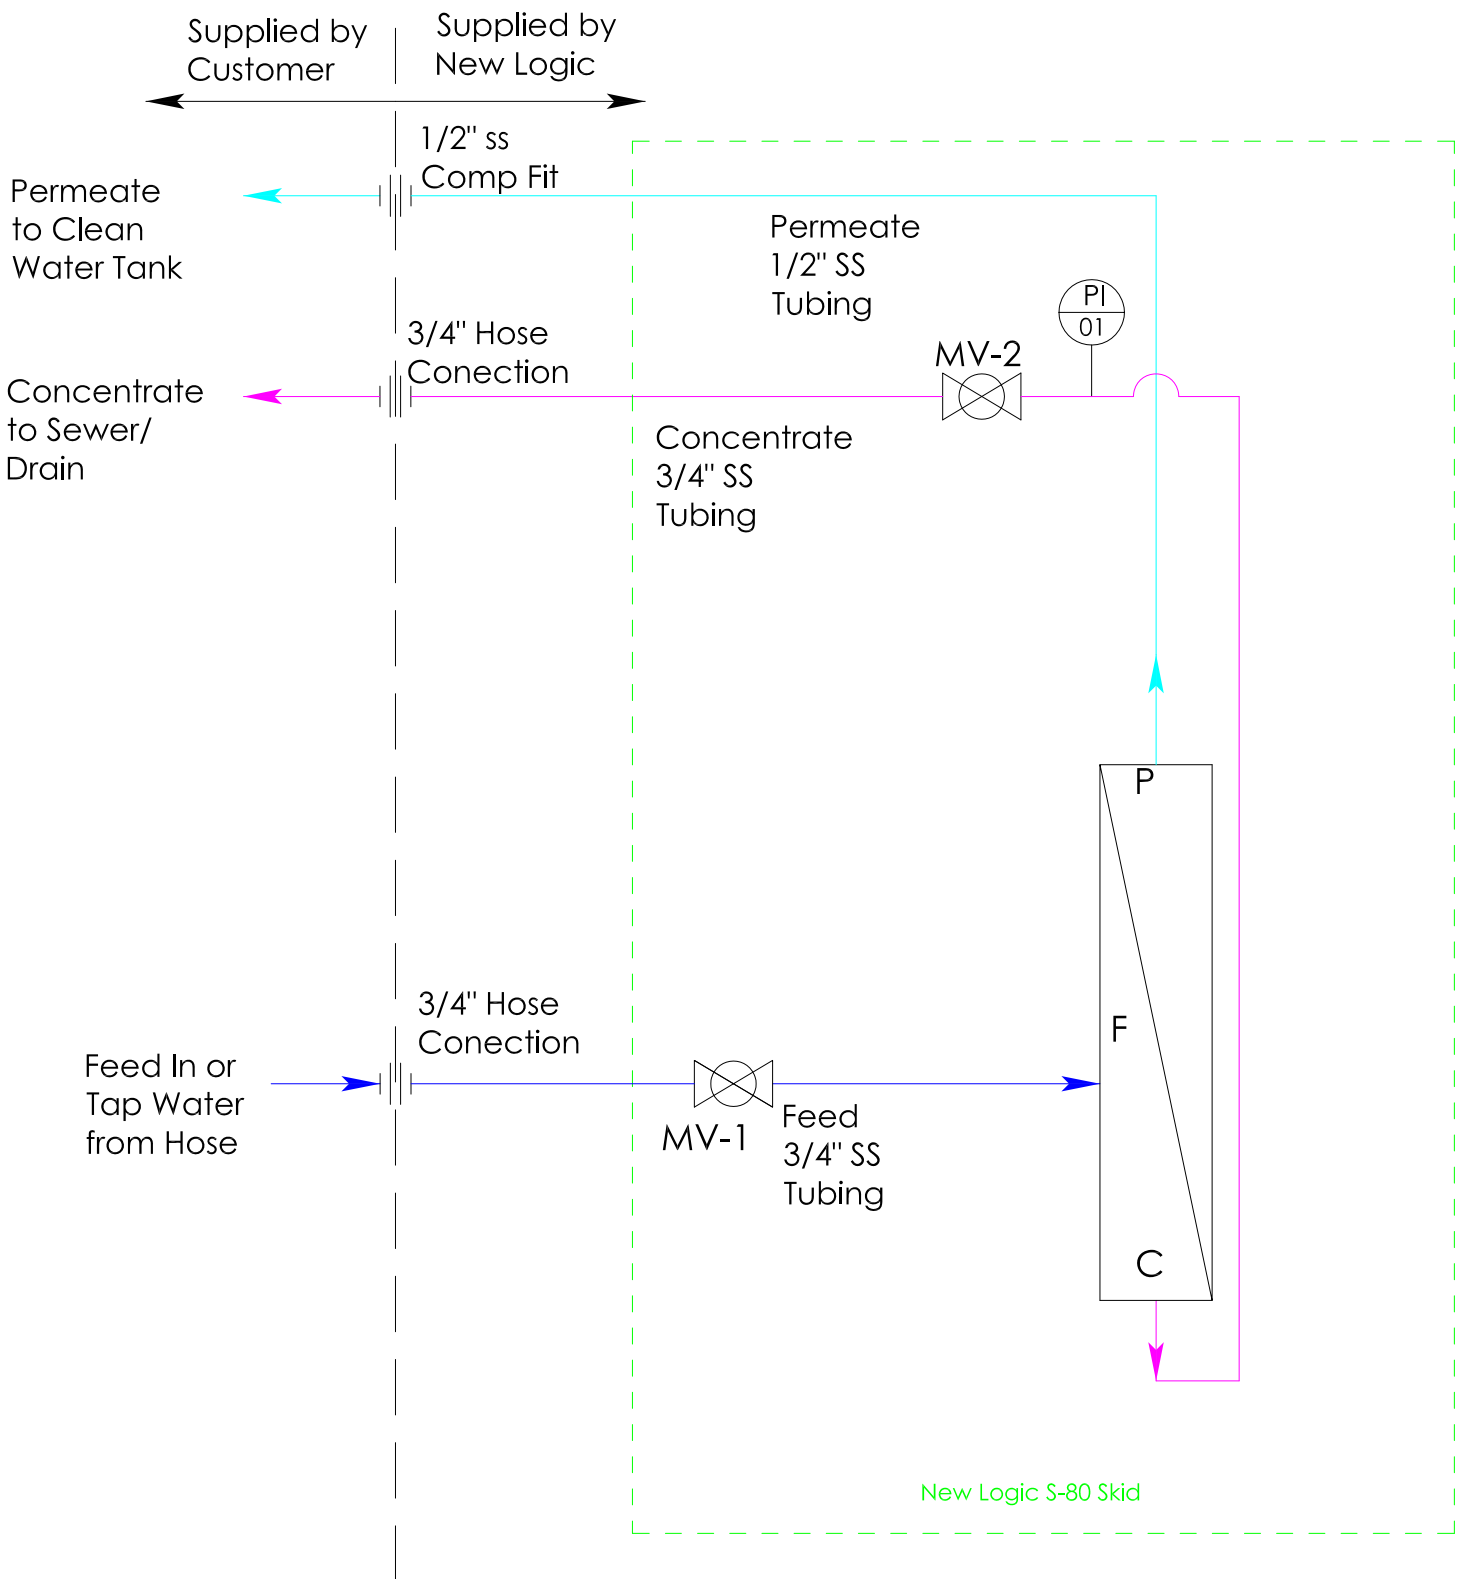 Supplied by
Customer
Supplied by
New Logic
1/2" ss
Comp Fit
Permeate
to Clean
Water Tank
Permeate
1/2" SS
Tubing
PI
01
3/4" Hose
Conection
MV-2
Concentrate
to Sewer/
Drain
Concentrate
3/4" SS
Tubing
P
F
C
3/4" Hose
Conection
Feed In or
Tap Water
from Hose
MV-1
Feed
3/4" SS
Tubing
New Logic S-80 Skid